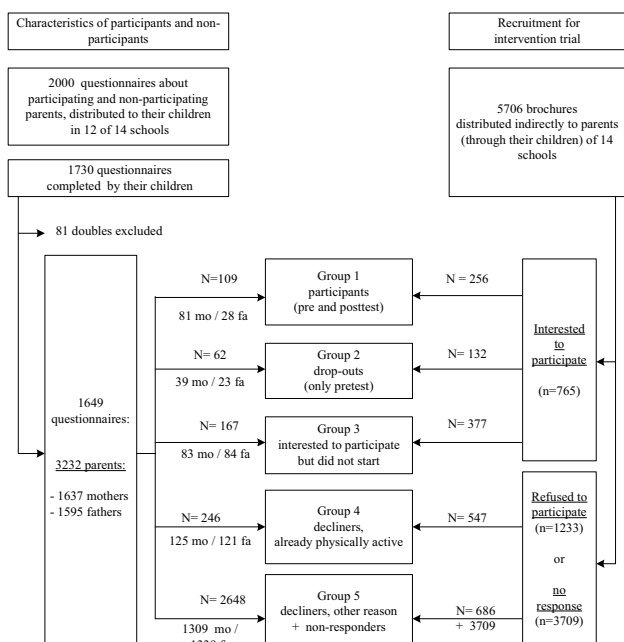 Characteristics of participants and non-
participants
Recruitment for
intervention trial
2000 questionnaires about
participating and non-participating
parents, distributed to their children
in 12 of 14 schools
5706 brochures
distributed indirectly to parents
(through their children) of 14
schools
1730 questionnaires
completed by their children
81 doubles excluded
1649
questionnaires:
3232 parents:
- 1637 mothers
- 1595 fathers
N=109
81 mo / 28 fa
Group 1
participants
(pre and posttest)
N = 256
N= 62
39 mo / 23 fa
Group 2
drop-outs
(only pretest)
N= 132
N= 167
83 mo / 84 fa
Group 3
interested to participate
but did not start
N= 377
N= 246
125 mo / 121 fa
Group 4
decliners,
already physically active
N= 547
N= 2648
1309 mo /
Group 5
decliners, other reason
+ non-responders
N= 686
+ 3709
Interested
to
participate
(n=765)
Refused to
participate
(n=1233)
or
no
response
(n=3709)